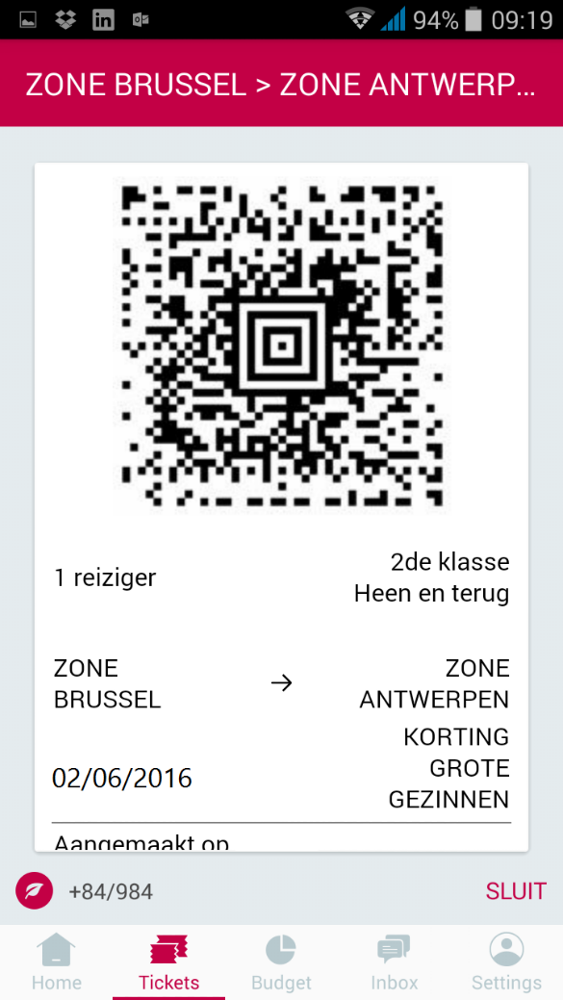 94% 09:19
ZONE BRUSSEL > ZONE ANTWERP...
1 reiziger
2de klasse
Heen en terug
ZONE
BRUSSEL
→
ZONE
ANTWERPEN
02/06/2016
KORTING
GROTE
GEZINNEN
Aangemaakt op
+84/984
SLUIT
Home
Tickets
Budget
Inbox
Settings